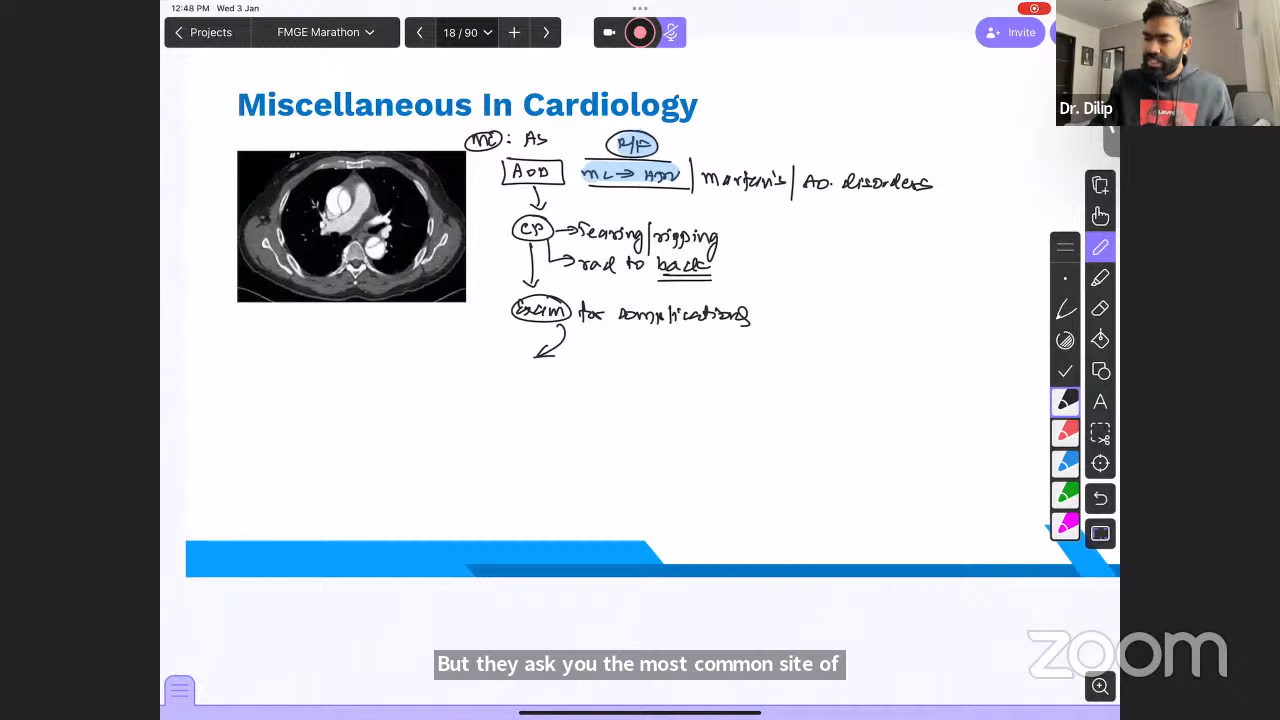 12:48 PM Wed 3 Jan
Projects
FMGE Marathon
18 / 90
Invite
Dr. Dilip
Miscellaneous In Cardiology
MC : AS
R/F
AOD
MC → HTN | Marfan's | Ao. disorders
CP → Tearing/ripping
→ rad to back
Exam for complications
But they ask you the most common site of
zoom